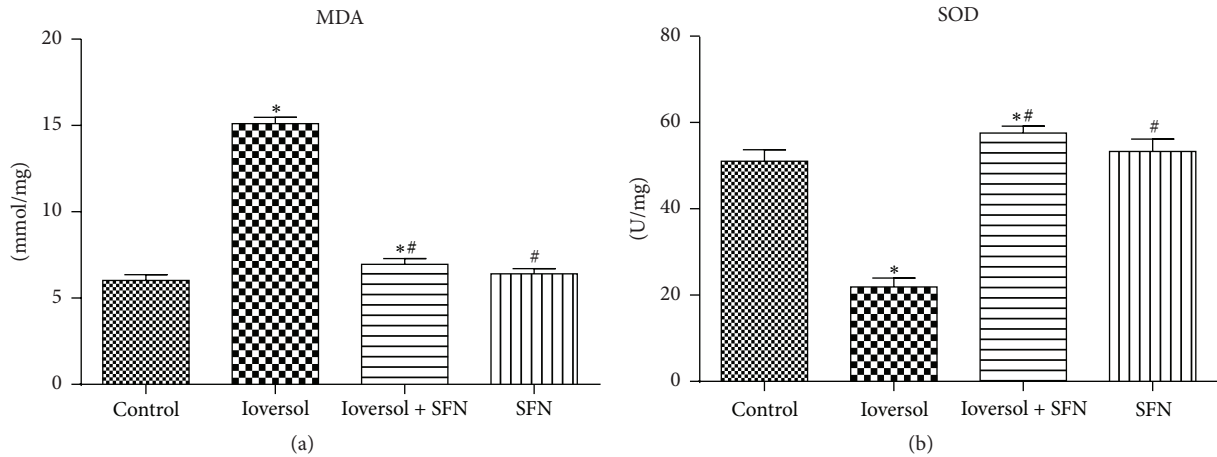 MDA
20
15
10
5
0
(mmol/mg)
*
*#
#
Control
Ioversol
Ioversol + SFN
SFN
(a)
SOD
80
60
40
20
0
(U/mg)
*
*#
#
Control
Ioversol
Ioversol + SFN
SFN
(b)